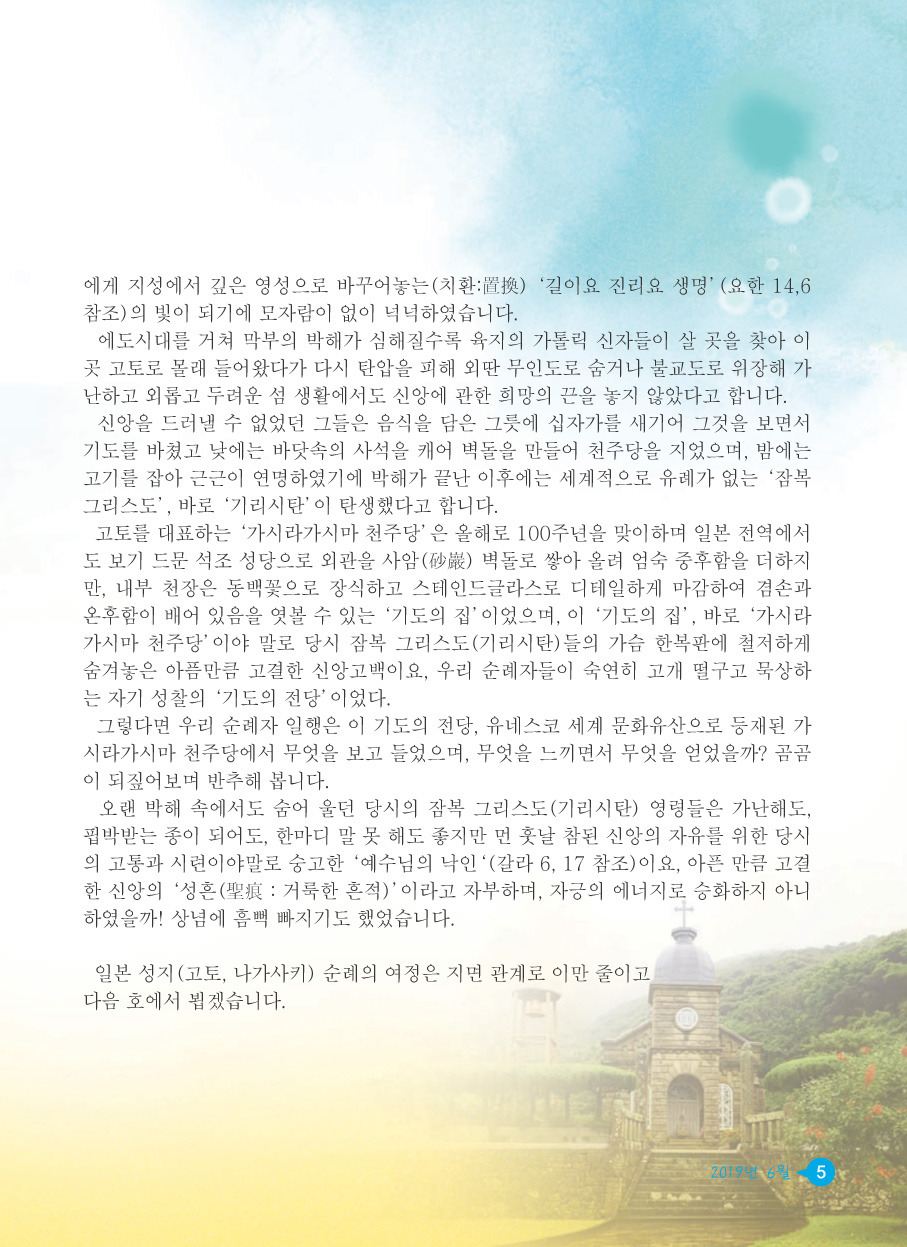 에게 지성에서 깊은 영성으로 바꾸어놓는(치환:置換) ‘길이요 진리요 생명’(요한 14,6
참조)의 빛이 되기에 모자람이 없이 넉넉하였습니다.
에도시대를 거쳐 막부의 박해가 심해질수록 육지의 가톨릭 신자들이 살 곳을 찾아 이
곳 고토로 몰래 들어왔다가 다시 탄압을 피해 외딴 무인도로 숨거나 불교도로 위장해 가
난하고 외롭고 두려운 섬 생활에서도 신앙에 관한 희망의 끈을 놓지 않았다고 합니다.
신앙을 드러낼 수 없었던 그들은 음식을 담은 그릇에 십자가를 새기어 그것을 보면서
기도를 바쳤고 낮에는 바닷속의 사석을 캐어 벽돌을 만들어 천주당을 지었으며, 밤에는
고기를 잡아 근근이 연명하였기에 박해가 끝난 이후에는 세계적으로 유례가 없는 ‘잠복
그리스도’, 바로 ‘기리시탄’이 탄생했다고 합니다.
고토를 대표하는 ‘가시라가시마 천주당’은 올해로 100주년을 맞이하며 일본 전역에서
도 보기 드문 석조 성당으로 외관을 사암(砂巖) 벽돌로 쌓아 올려 엄숙 중후함을 더하지
만, 내부 천장은 동백꽃으로 장식하고 스테인드글라스로 디테일하게 마감하여 겸손과
온후함이 배어 있음을 엿볼 수 있는 ‘기도의 집’이었으며, 이 ‘기도의 집’, 바로 ‘가시라
가시마 천주당’이야 말로 당시 잠복 그리스도(기리시탄)들의 가슴 한복판에 철저하게
숨겨놓은 아픔만큼 고결한 신앙고백이요, 우리 순례자들이 숙연히 고개 떨구고 묵상하
는 자기 성찰의 ‘기도의 전당’이었다.
그렇다면 우리 순례자 일행은 이 기도의 전당, 유네스코 세계 문화유산으로 등재된 가
시라가시마 천주당에서 무엇을 보고 들었으며, 무엇을 느끼면서 무엇을 얻었을까? 곰곰
이 되짚어보며 반추해 봅니다.
오랜 박해 속에서도 숨어 울던 당시의 잠복 그리스도(기리시탄) 영령들은 가난해도,
핍박받는 종이 되어도, 한마디 말 못 해도 좋지만 먼 훗날 참된 신앙의 자유를 위한 당시
의 고통과 시련이야말로 숭고한 ‘예수님의 낙인‘(갈라 6, 17 참조)이요, 아픈 만큼 고결
한 신앙의 ‘성흔(聖痕 : 거룩한 흔적)’이라고 자부하며, 자긍의 에너지로 승화하지 아니
하였을까! 상념에 흠뻑 빠지기도 했었습니다.
일본 성지(고토, 나가사키) 순례의 여정은 지면 관계로 이만 줄이고
다음 호에서 뵙겠습니다.
2019년 6월 5